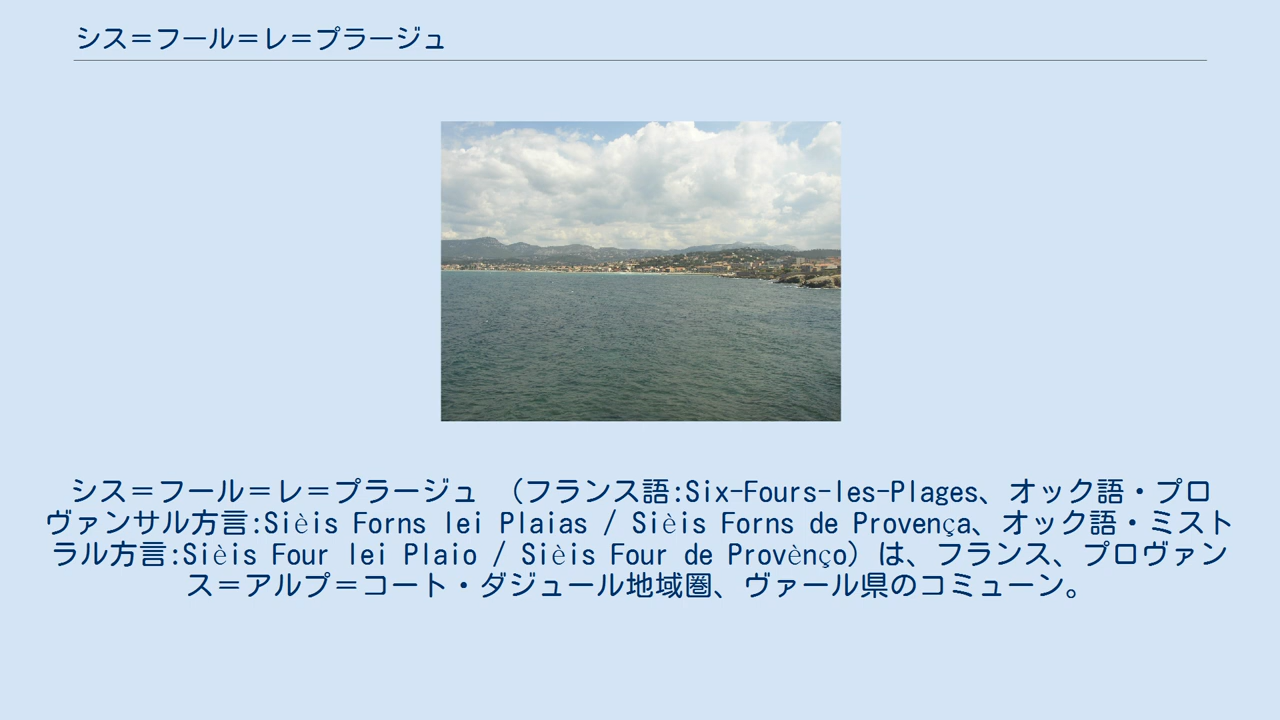 シス＝フール＝レ＝プラージュ
シス＝フール＝レ＝プラージュ （フランス語:Six-Fours-les-Plages、オック語・プロ
ヴァンサル方言:Sièis Forns lei Plaias / Sièis Forns de Provença、オック語・ミスト
ラル方言:Sièis Four lei Plaio / Sièis Four de Provènço）は、フランス、プロヴァン
ス＝アルプ＝コート・ダジュール地域圏、ヴァール県のコミューン。